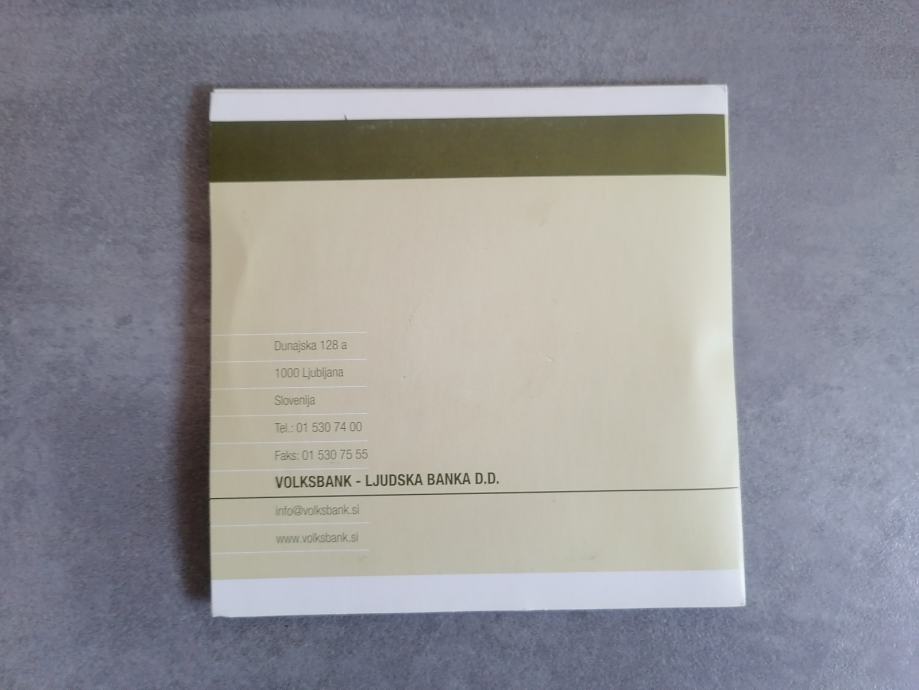 Dunajska 128 a
1000 Ljubljana
Slovenija
Tel.: 01 530 74 00
Faks: 01 530 75 55
VOLKSBANK - LJUDSKA BANKA D.D.
info@volksbank.si
www.volksbank.si